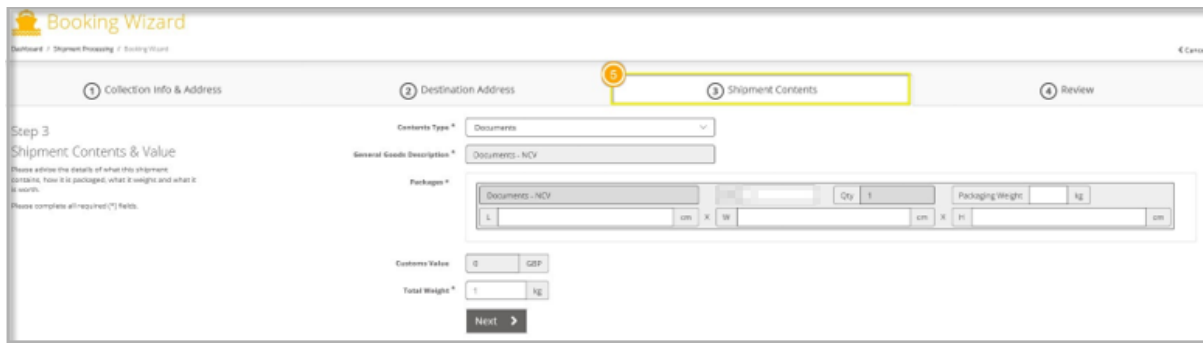 Booking Wizard
Dashboard / Shipment Processing / Booking Wizard
Cance
5
1 Collection Info & Address
2 Destination Address
3 Shipment Contents
4 Review
Step 3
Shipment Contents & Value
Please advise the details of what this shipment
contains, how it is packaged, what it weighs and what it
is worth.
Please complete all required (*) fields.
Contents Type * Documents
General Goods Description * Documents - NCV
Packages *
Documents - NCV Qty 1 Packaging Weight kg
L cm X W cm X H cm
Customs Value 0 GBP
Total Weight * 1 kg
Next